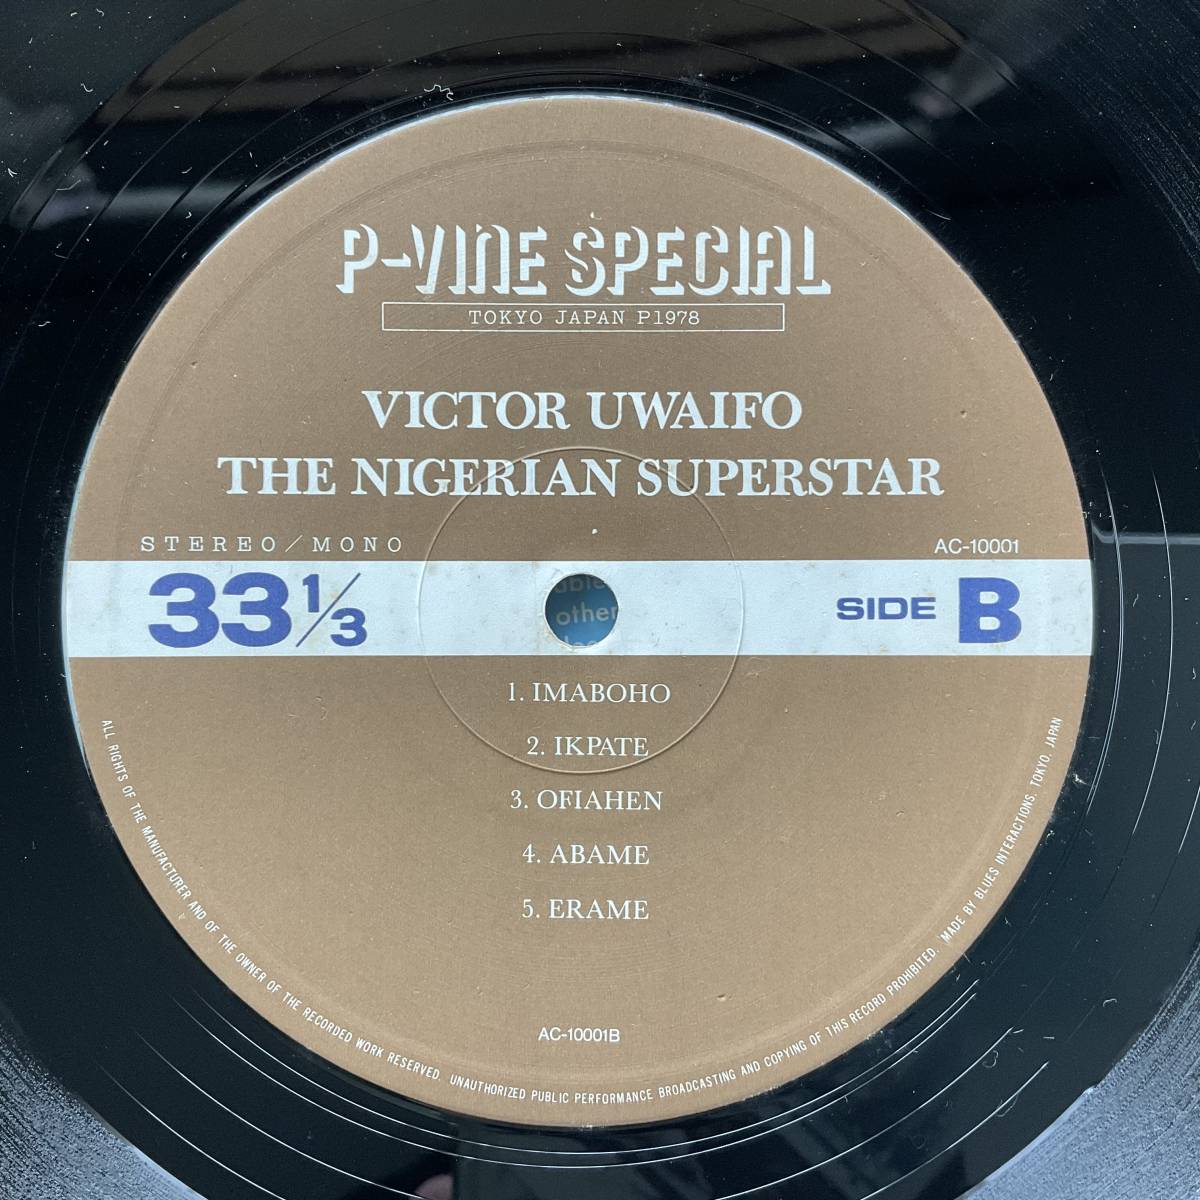 P-VINE SPECIAL
TOKYO JAPAN P1978
VICTOR UWAIFO
THE NIGERIAN SUPERSTAR
STEREO/MONO
AC-10001
33 1/3
SIDE B
other
1. IMABOHO
2. IKPATE
3. OFIAHEN
4. ABAME
5. ERAME
AC-10001B
ALL RIGHTS OF THE MANUFACTURER AND OF THE OWNER OF THE RECORDED WORK RESERVED. UNAUTHORIZED PUBLIC PERFORMANCE BROADCASTING AND COPYING OF THIS RECORD PROHIBITED. MADE BY BLUES INTERACTIONS. TOKYO. JAPAN